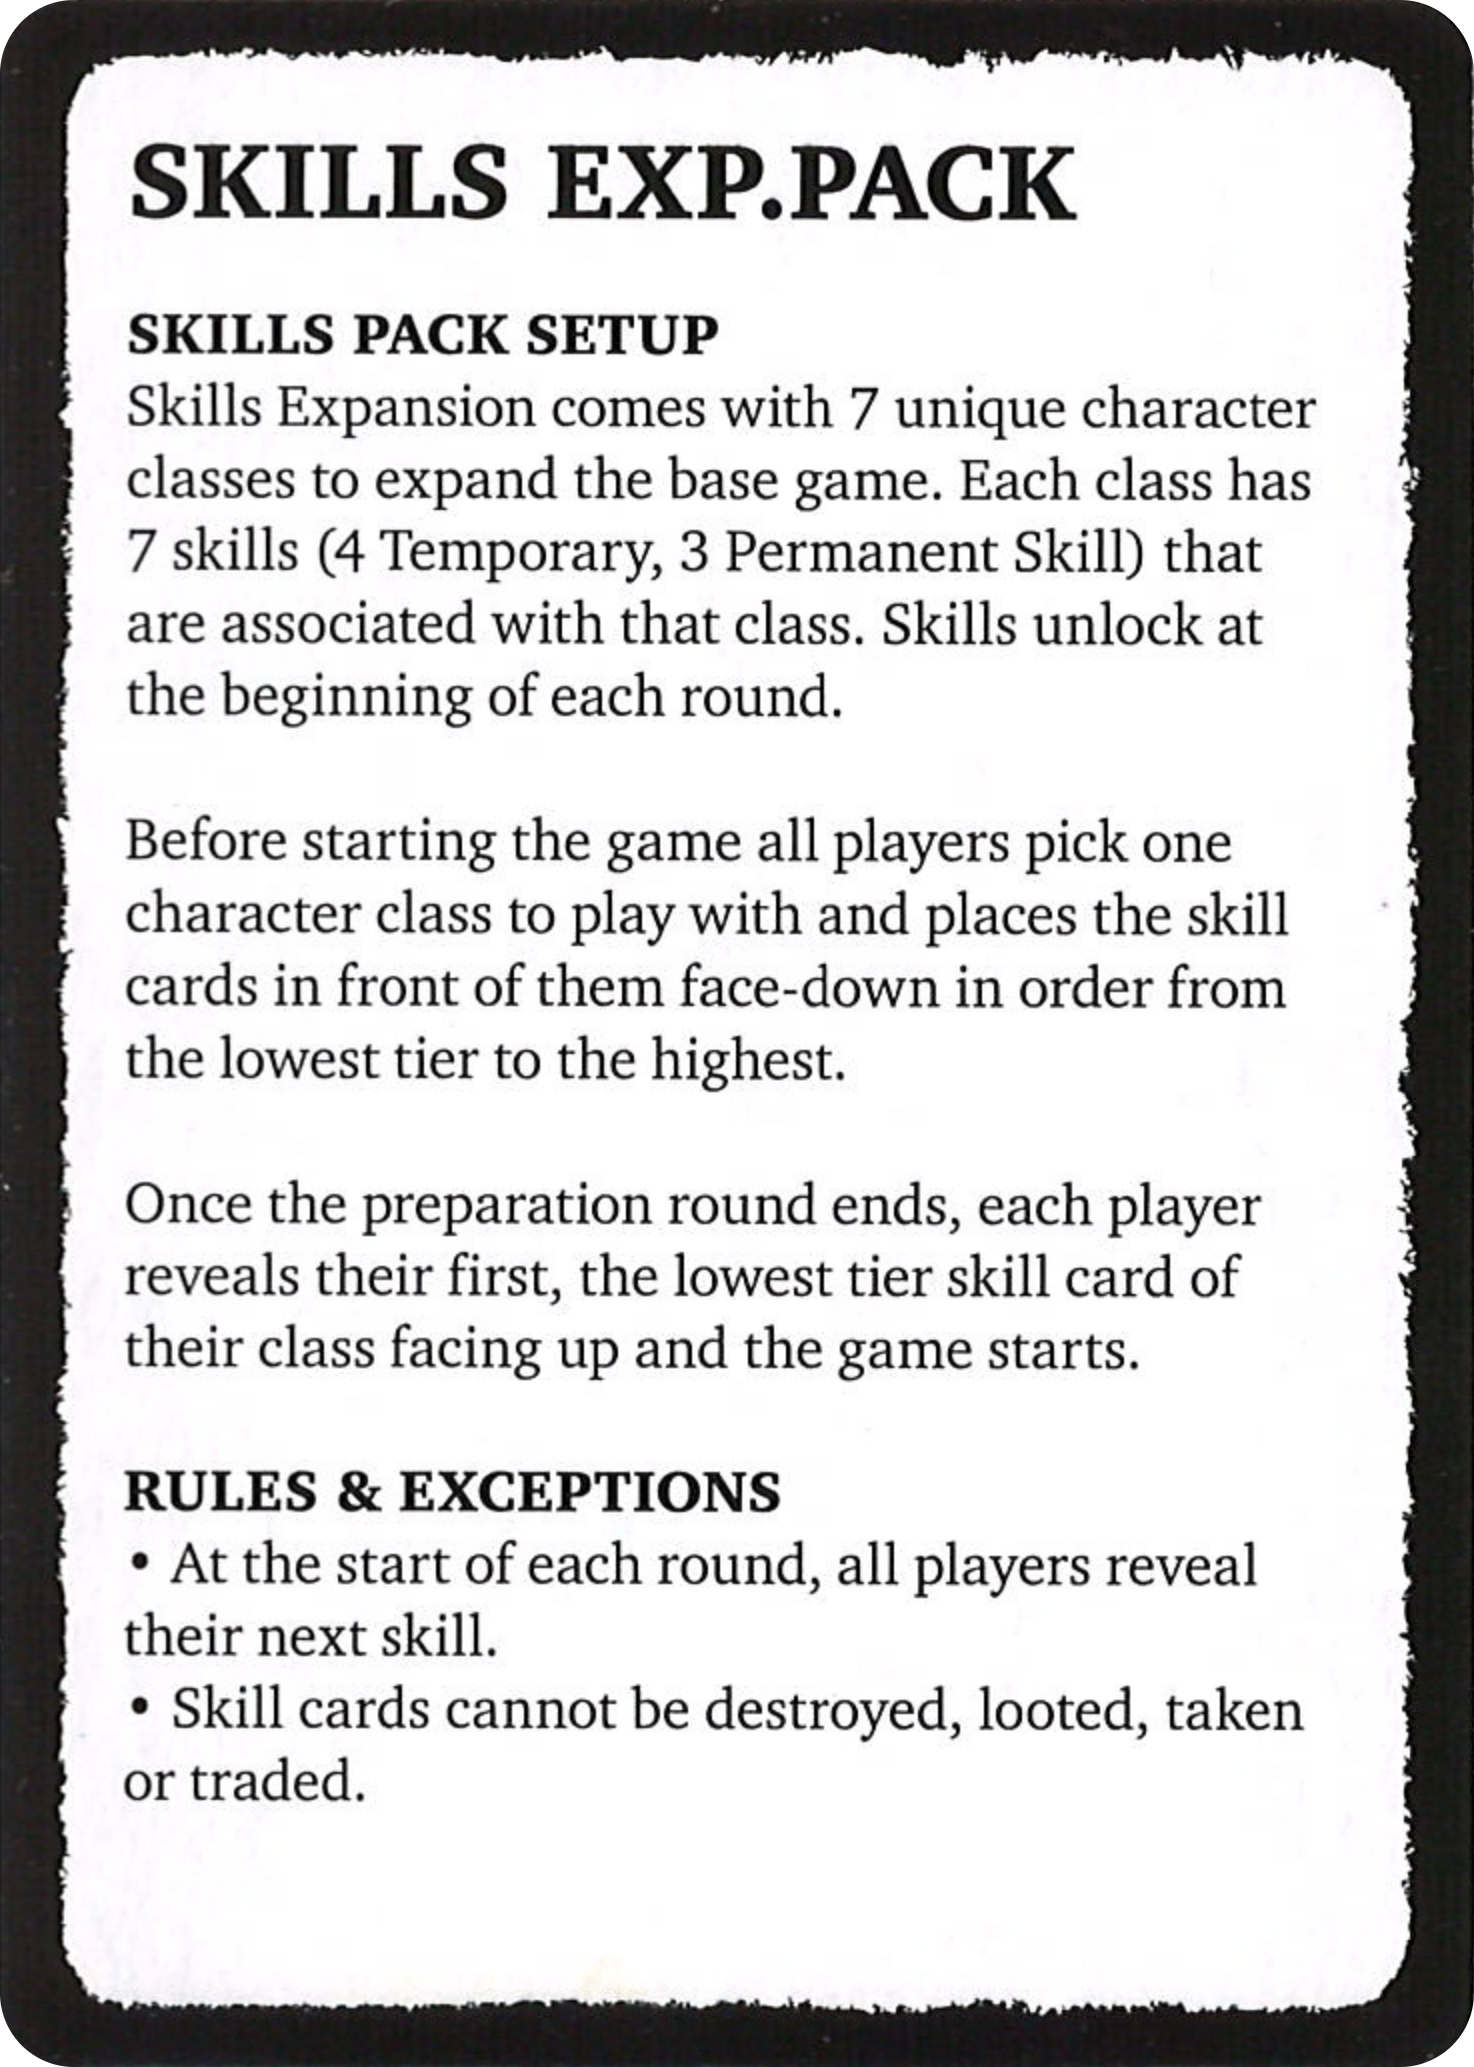 SKILLS EXP.PACK
SKILLS PACK SETUP
Skills Expansion comes with 7 unique character
classes to expand the base game. Each class has
7 skills (4 Temporary, 3 Permanent Skill) that
are associated with that class. Skills unlock at
the beginning of each round.
Before starting the game all players pick one
character class to play with and places the skill
cards in front of them face-down in order from
the lowest tier to the highest.
Once the preparation round ends, each player
reveals their first, the lowest tier skill card of
their class facing up and the game starts.
RULES & EXCEPTIONS
• At the start of each round, all players reveal
their next skill.
• Skill cards cannot be destroyed, looted, taken
or traded.